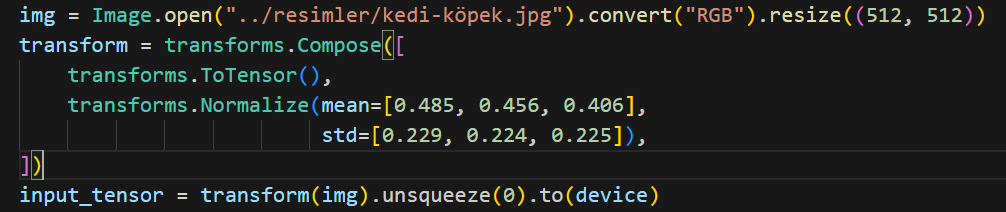 img = Image.open("../resimler/kedi-köpek.jpg").convert("RGB").resize((512, 512))
transform = transforms.Compose([
    transforms.ToTensor(),
    transforms.Normalize(mean=[0.485, 0.456, 0.406],
                         std=[0.229, 0.224, 0.225]),
])
input_tensor = transform(img).unsqueeze(0).to(device)